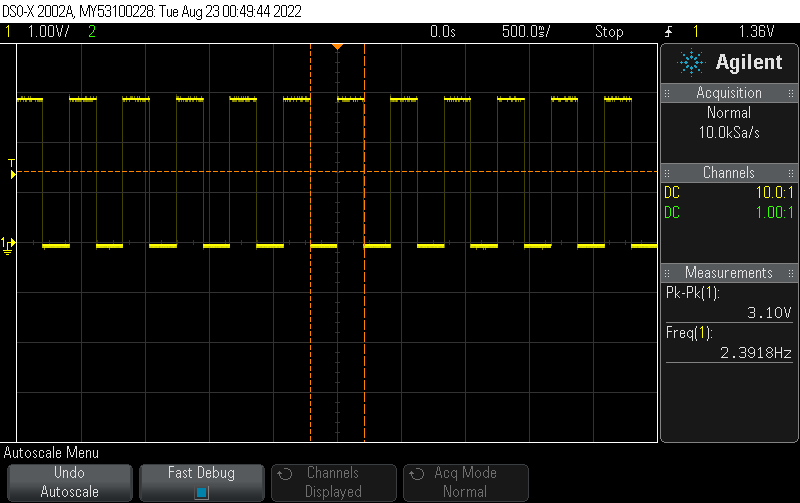 DSO-X 2002A, MY53100228: Tue Aug 23 00:49:44 2022
1 1.00V/ 2 0.0s 500.0ms/ Stop 1 1.36V
Agilent
Acquisition
Normal
10.0kSa/s
Channels
DC 10.0:1
DC 1.00:1
Measurements
Pk-Pk(1):
3.10V
Freq(1):
2.3918Hz
T
1
Autoscale Menu
Undo
Autoscale
Fast Debug
Channels
Displayed
Acq Mode
Normal